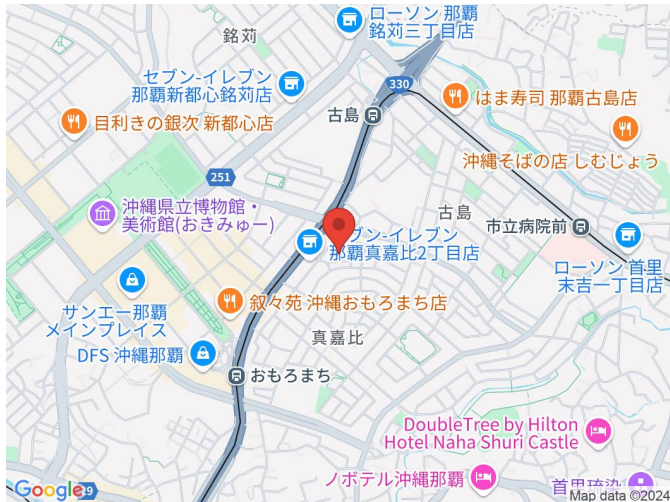 ローソン 那覇
銘苅三丁目店
銘苅
セブン-イレブン
那覇新都心銘苅店
330
はま寿司 那覇古島店
目利きの銀次 新都心店
古島
沖縄そばの店 しむじょう
251
沖縄県立博物館・
美術館(おきみゅー)
古島
市立病院前
ブン-イレブン
那覇真嘉比2丁目店
ローソン 首里
末吉一丁目店
サンエー那覇
メインプレイス
叙々苑 沖縄おもろまち店
真嘉比
DFS 沖縄那覇
おもろまち
DoubleTree by Hilton
Hotel Naha Shuri Castle
ノボテル沖縄那覇
首里琉染
Google
29
Map data ©2024